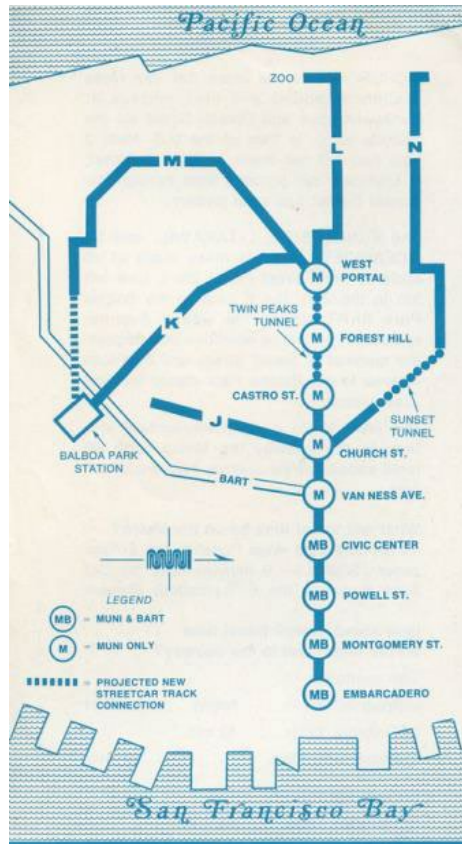 Pacific Ocean
ZOO
L
N
M
WEST
PORTAL
M
TWIN PEAKS
TUNNEL
K
M
FOREST HILL
CASTRO ST.
M
J
SUNSET
TUNNEL
BALBOA PARK
STATION
M
CHURCH ST.
BART
M
VAN NESS AVE.
MUNI
MB
CIVIC CENTER
LEGEND
MB = MUNI & BART
M = MUNI ONLY
= PROJECTED NEW
STREETCAR TRACK
CONNECTION
MB
POWELL ST.
MB
MONTGOMERY ST.
MB
EMBARCADERO
San Francisco Bay